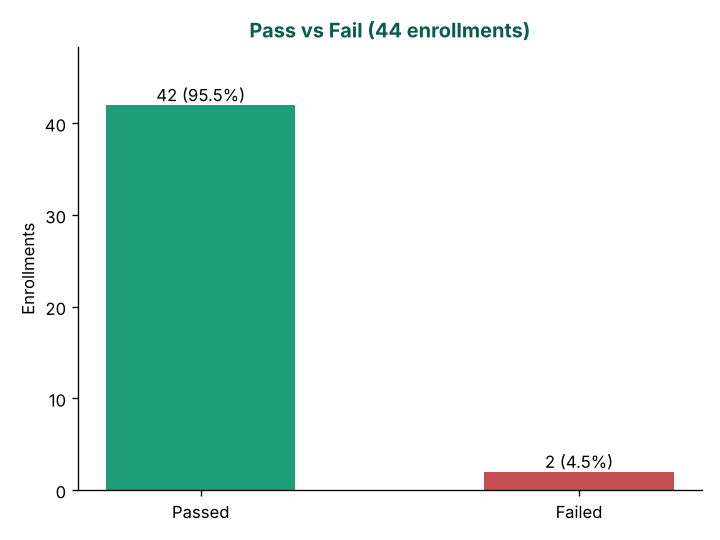 Pass vs Fail (44 enrollments)
42 (95.5%)
40
30
20
10
0
Enrollments
2 (4.5%)
Passed
Failed